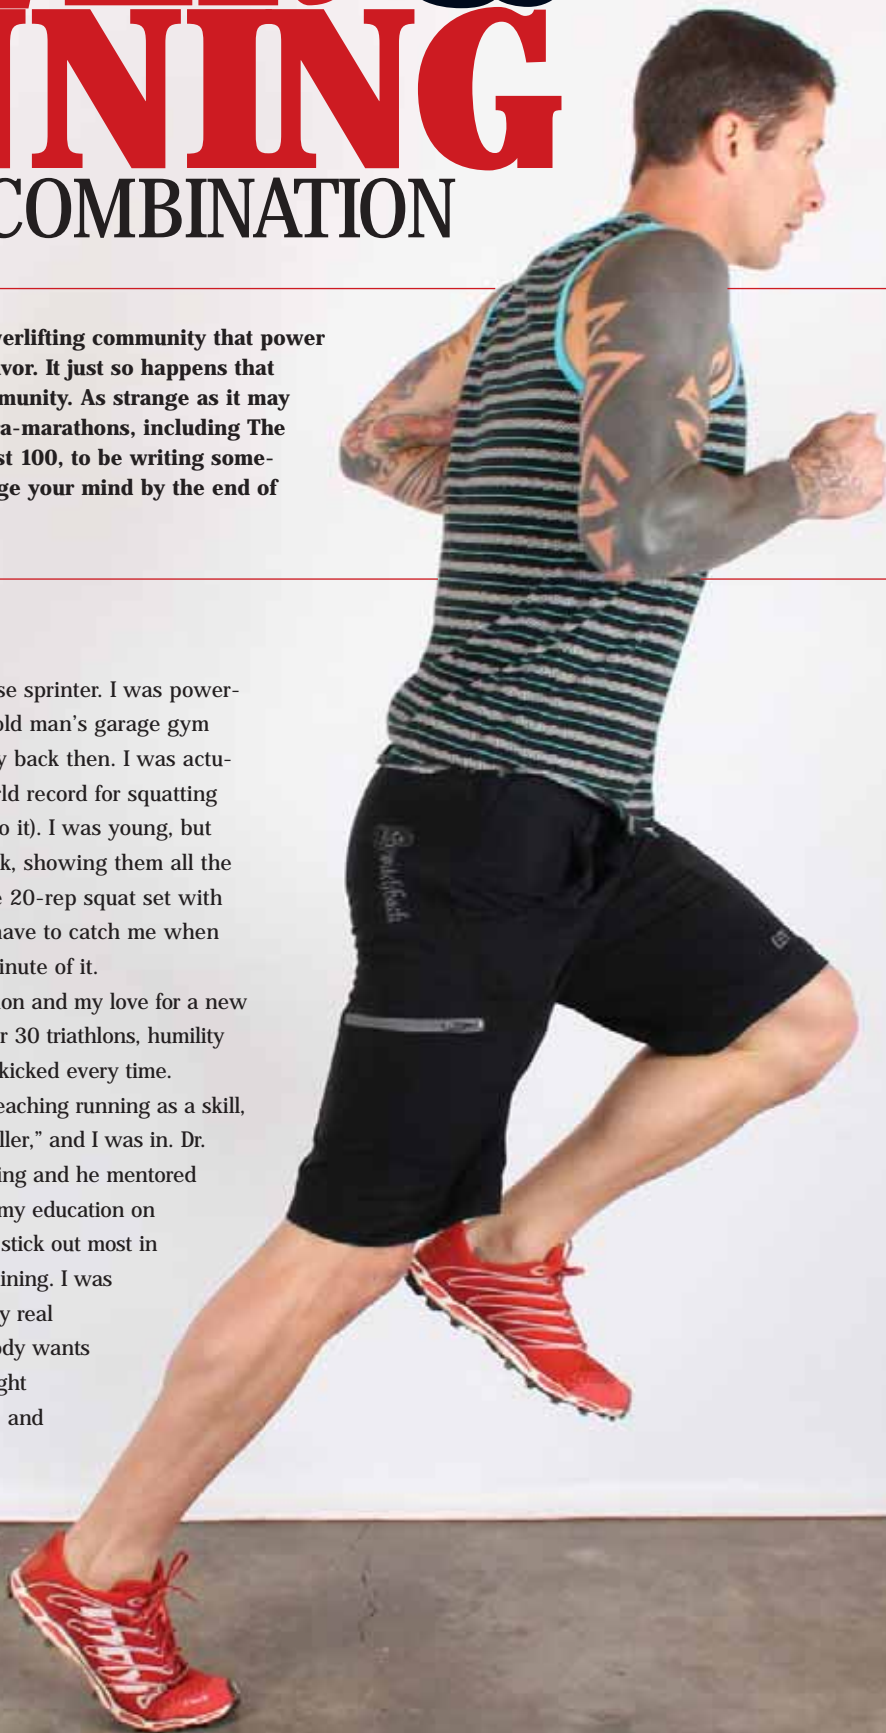 NING
COMBINATION
verlifting community that power
vor. It just so happens that
munity. As strange as it may
a-marathons, including The
st 100, to be writing some-
ge your mind by the end of
se sprinter. I was power-
old man’s garage gym
y back then. I was actu-
rld record for squatting
o it). I was young, but
k, showing them all the
e 20-rep squat set with
have to catch me when
inute of it.
ion and my love for a new
r 30 triathlons, humility
kicked every time.
eaching running as a skill,
ller,” and I was in. Dr.
ing and he mentored
my education on
stick out most in
ining. I was
y real
ody wants
ght
and